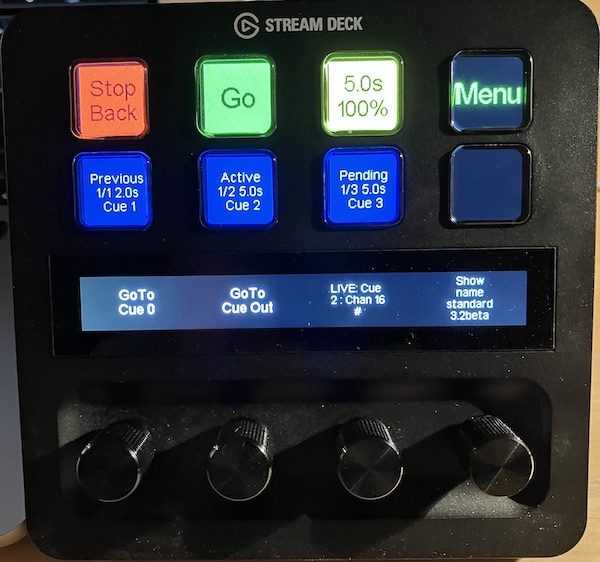 STREAM DECK
Stop
Back
Go
5.0s
100%
Menu
Previous
1/1 2.0s
Cue 1
Active
1/2 5.0s
Cue 2
Pending
1/3 5.0s
Cue 3
GoTo
Cue 0
GoTo
Cue Out
LIVE: Cue
2 : Chan 16
#
Show
name
standard
3.2beta